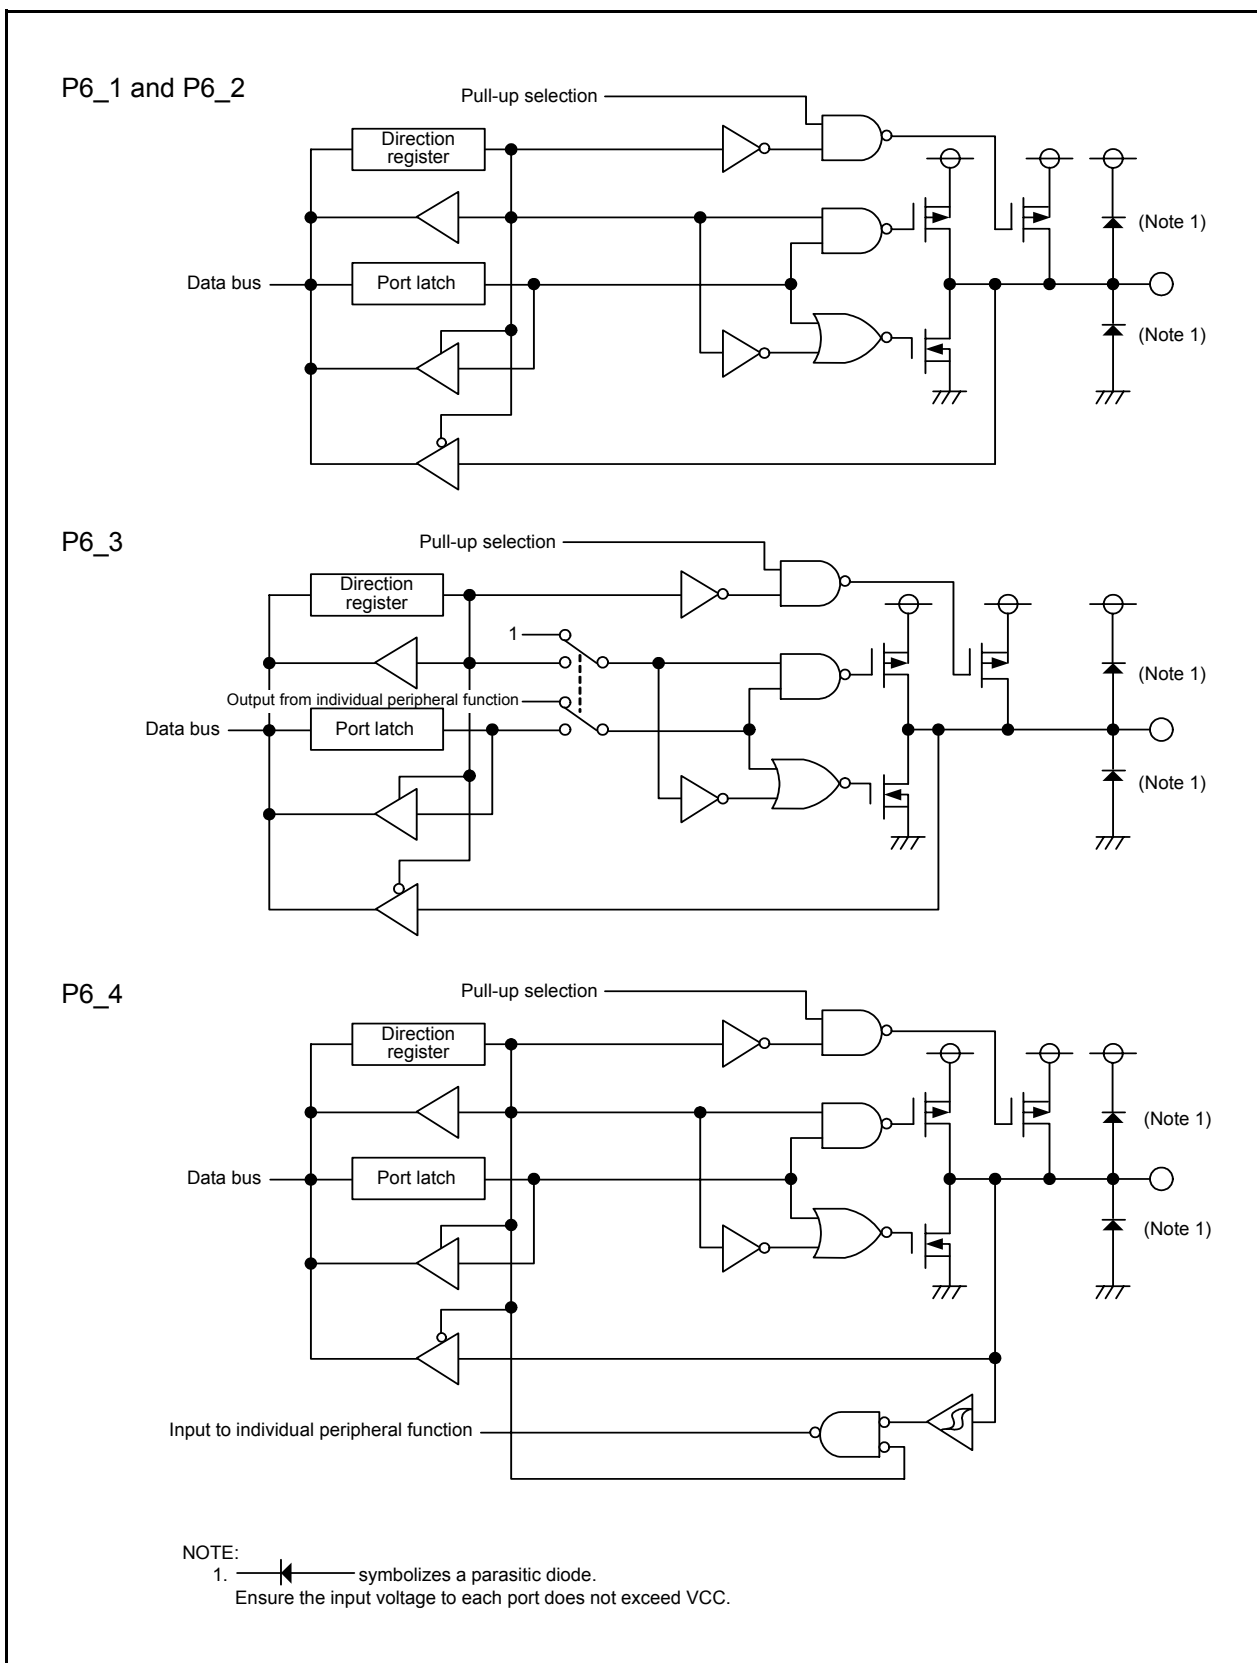 P6_1 and P6_2
Pull-up selection
Direction
register
(Note 1)
Data bus
Port latch
(Note 1)
P6_3
Pull-up selection
Direction
register
1
(Note 1)
Output from individual peripheral function
Data bus
Port latch
(Note 1)
P6_4
Pull-up selection
Direction
register
(Note 1)
Data bus
Port latch
(Note 1)
Input to individual peripheral function
NOTE:
1. symbolizes a parasitic diode.
Ensure the input voltage to each port does not exceed VCC.